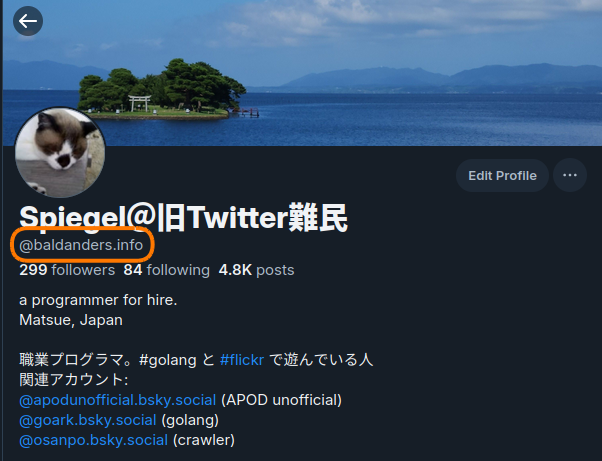 Edit Profile
Spiegel@旧Twitter難民
@baldanders.info
299 followers 84 following 4.8K posts
a programmer for hire.
Matsue, Japan
職業プログラマ。#golang と #flickr で遊んでいる人
関連アカウント:
@apodunofficial.bsky.social (APOD unofficial)
@goark.bsky.social (golang)
@osanpo.bsky.social (crawler)